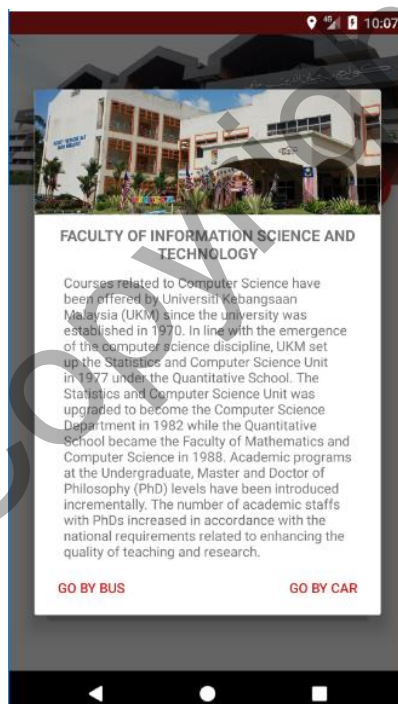 4G
10:07
FACULTY OF INFORMATION SCIENCE AND
TECHNOLOGY
Courses related to Computer Science have
been offered by Universiti Kebangsaan
Malaysia (UKM) since the university was
established in 1970. In line with the emergence
of the computer science discipline, UKM set
up the Statistics and Computer Science Unit
in 1977 under the Quantitative School. The
Statistics and Computer Science Unit was
upgraded to become the Computer Science
Department in 1982 while the Quantitative
School became the Faculty of Mathematics and
Computer Science in 1988. Academic programs
at the Undergraduate, Master and Doctor of
Philosophy (PhD) levels have been introduced
incrementally. The number of academic staffs
with PhDs increased in accordance with the
national requirements related to enhancing the
quality of teaching and research.
GO BY BUS
GO BY CAR
Copyright